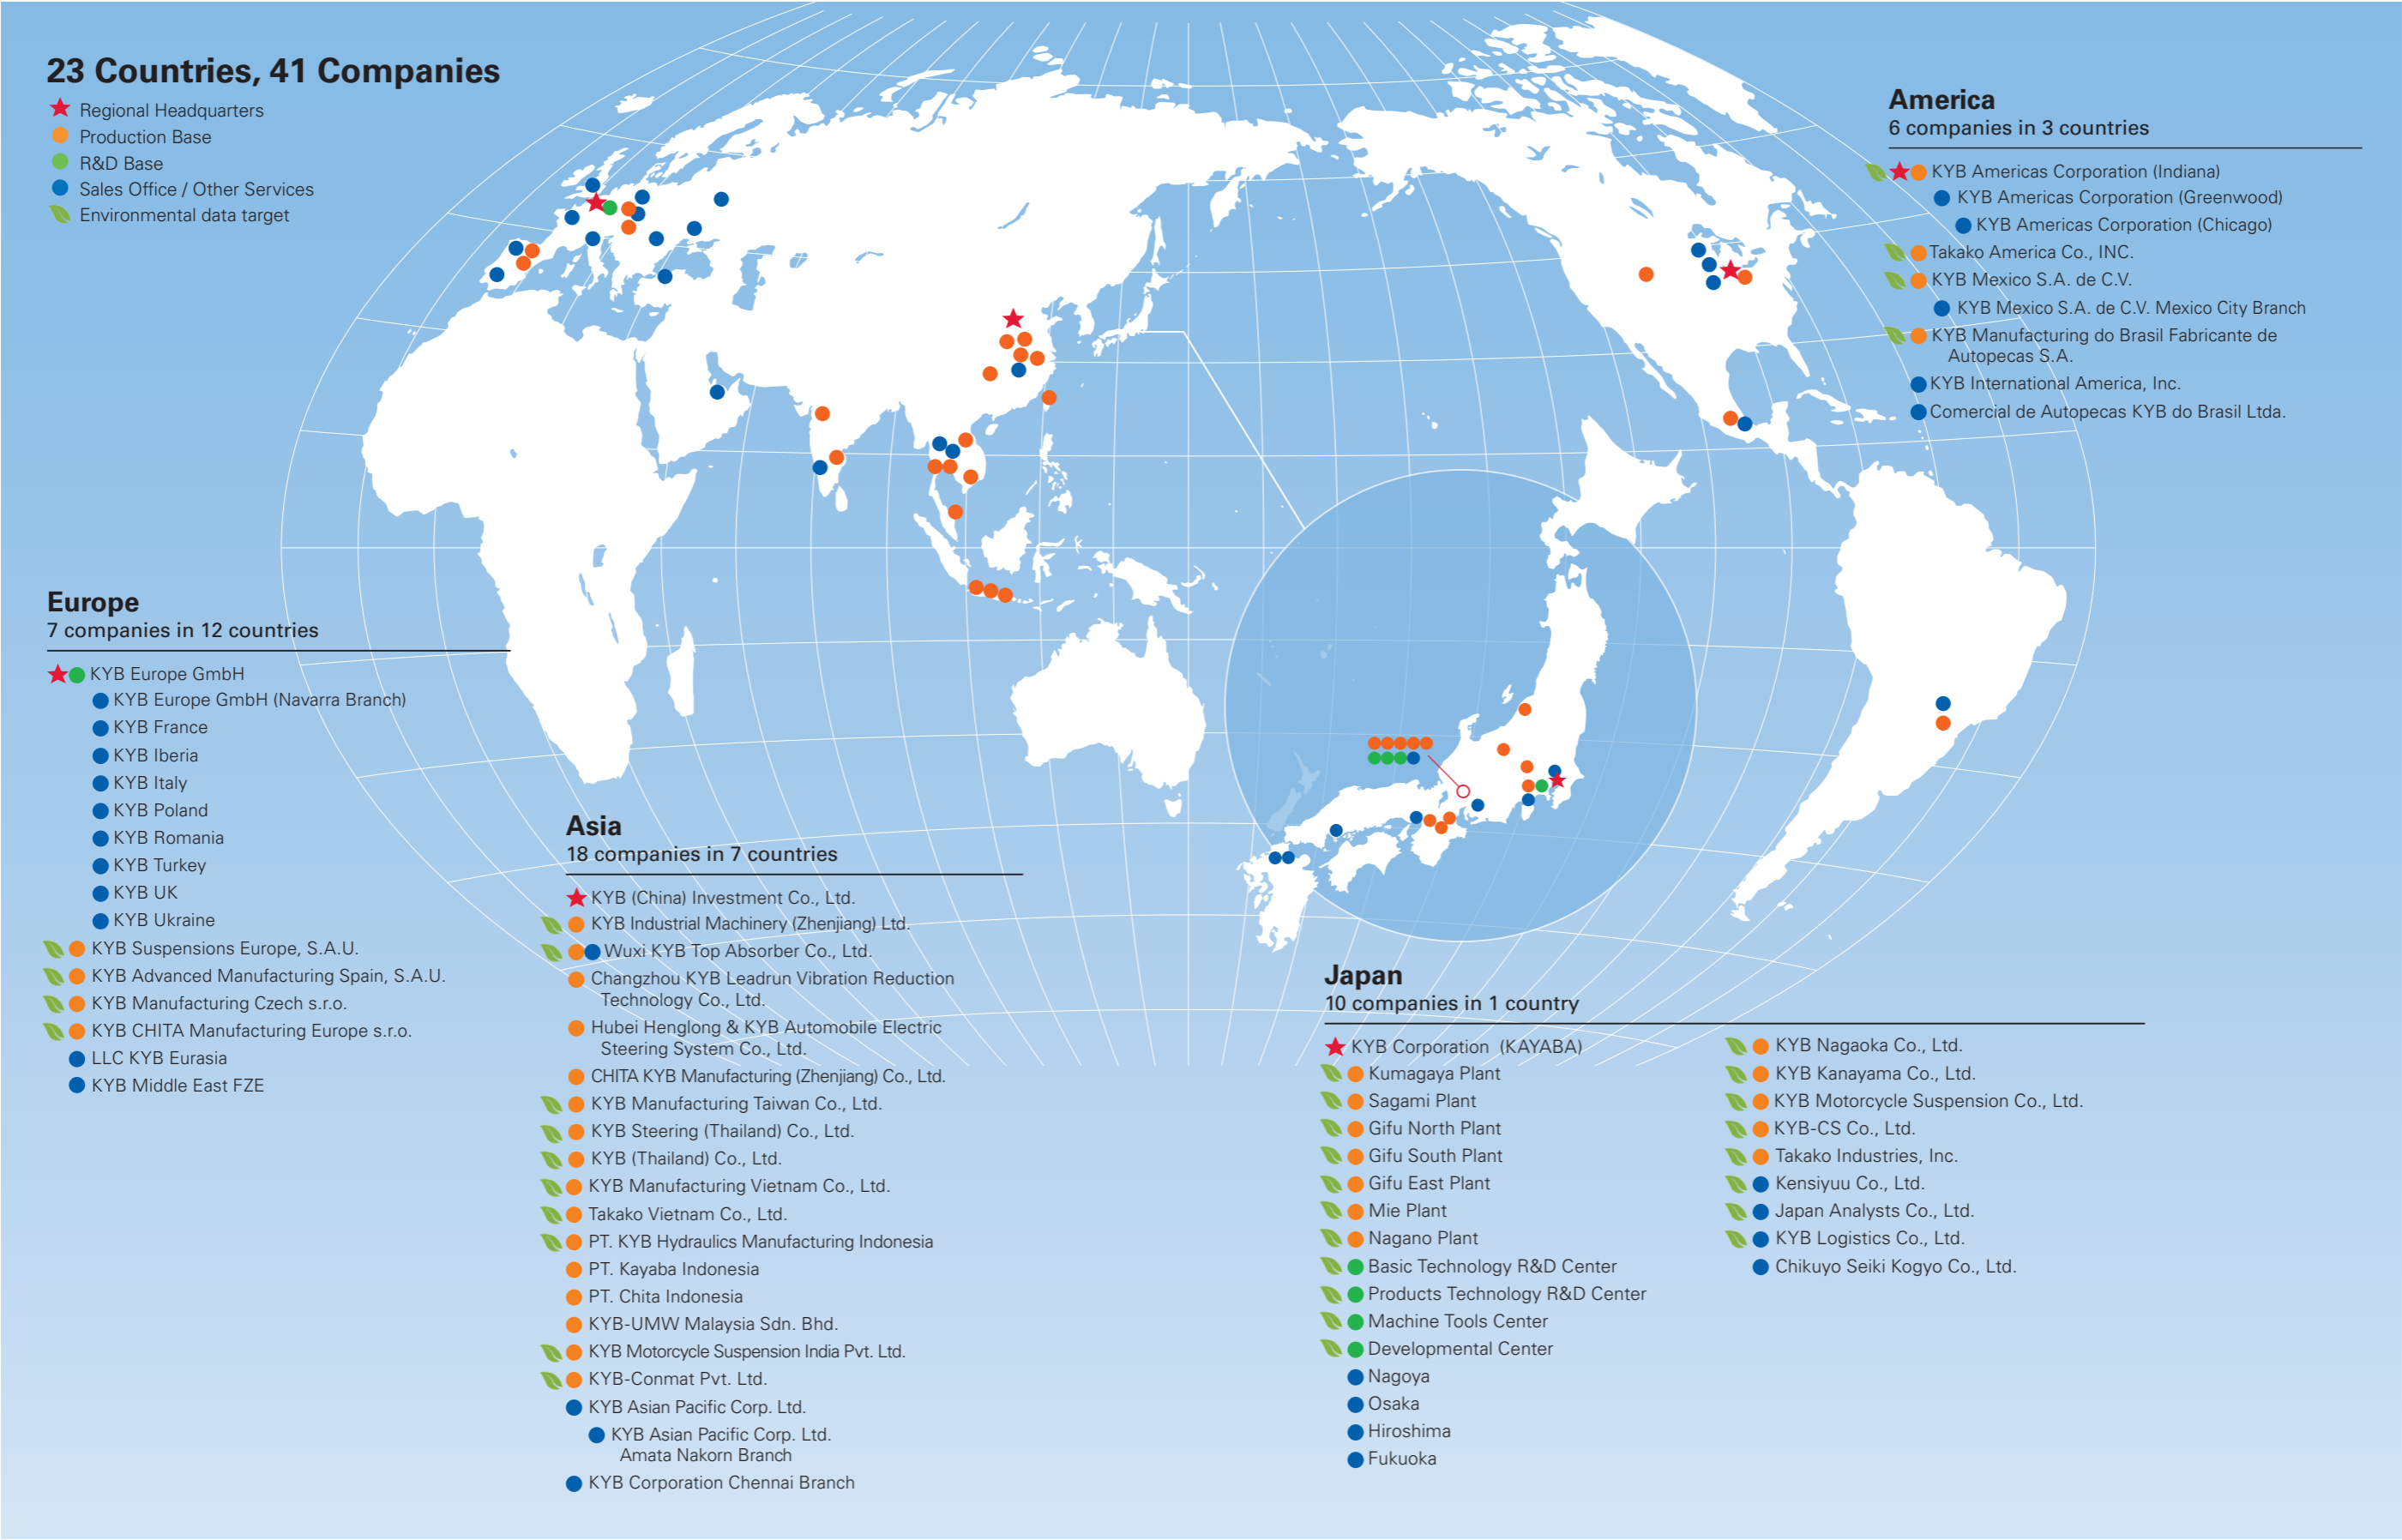 23 Countries, 41 Companies
Regional Headquarters
Production Base
R&D Base
Sales Office / Other Services
Environmental data target
America
6 companies in 3 countries
KYB Americas Corporation (Indiana)
KYB Americas Corporation (Greenwood)
KYB Americas Corporation (Chicago)
Takako America Co., INC.
KYB Mexico S.A. de C.V.
KYB Mexico S.A. de C.V. Mexico City Branch
KYB Manufacturing do Brasil Fabricante de
Autopecas S.A.
KYB International America, Inc.
Comercial de Autopecas KYB do Brasil Ltda.
Europe
7 companies in 12 countries
KYB Europe GmbH
KYB Europe GmbH (Navarra Branch)
KYB France
KYB Iberia
KYB Italy
KYB Poland
KYB Romania
KYB Turkey
KYB UK
KYB Ukraine
KYB Suspensions Europe, S.A.U.
KYB Advanced Manufacturing Spain, S.A.U.
KYB Manufacturing Czech s.r.o.
KYB CHITA Manufacturing Europe s.r.o.
LLC KYB Eurasia
KYB Middle East FZE
Asia
18 companies in 7 countries
KYB (China) Investment Co., Ltd.
KYB Industrial Machinery (Zhenjiang) Ltd.
Wuxi KYB Top Absorber Co., Ltd.
Changzhou KYB Leadrun Vibration Reduction
Technology Co., Ltd.
Hubei Henglong & KYB Automobile Electric
Steering System Co., Ltd.
CHITA KYB Manufacturing (Zhenjiang) Co., Ltd.
KYB Manufacturing Taiwan Co., Ltd.
KYB Steering (Thailand) Co., Ltd.
KYB (Thailand) Co., Ltd.
KYB Manufacturing Vietnam Co., Ltd.
Takako Vietnam Co., Ltd.
PT. KYB Hydraulics Manufacturing Indonesia
PT. Kayaba Indonesia
PT. Chita Indonesia
KYB-UMW Malaysia Sdn. Bhd.
KYB Motorcycle Suspension India Pvt. Ltd.
KYB-Conmat Pvt. Ltd.
KYB Asian Pacific Corp. Ltd.
KYB Asian Pacific Corp. Ltd.
Amata Nakorn Branch
KYB Corporation Chennai Branch
Japan
10 companies in 1 country
KYB Corporation (KAYABA)
Kumagaya Plant
Sagami Plant
Gifu North Plant
Gifu South Plant
Gifu East Plant
Mie Plant
Nagano Plant
Basic Technology R&D Center
Products Technology R&D Center
Machine Tools Center
Developmental Center
Nagoya
Osaka
Hiroshima
Fukuoka
KYB Nagaoka Co., Ltd.
KYB Kanayama Co., Ltd.
KYB Motorcycle Suspension Co., Ltd.
KYB-CS Co., Ltd.
Takako Industries, Inc.
Kensiyuu Co., Ltd.
Japan Analysts Co., Ltd.
KYB Logistics Co., Ltd.
Chikuyo Seiki Kogyo Co., Ltd.